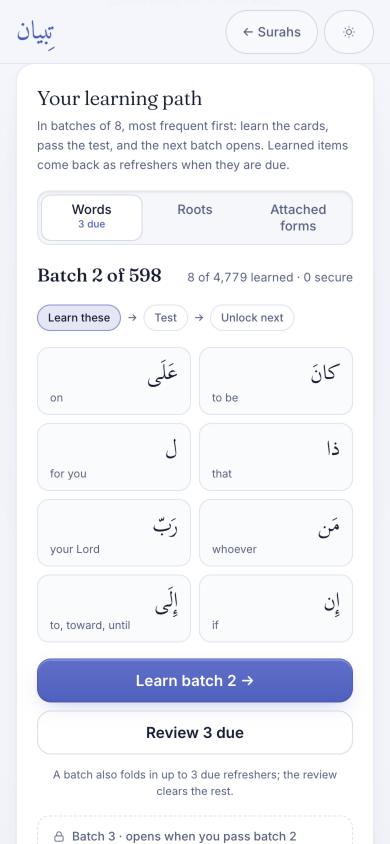 تِبيان
← Surahs
Your learning path
In batches of 8, most frequent first: learn the cards,
pass the test, and the next batch opens. Learned items
come back as refreshers when they are due.
Words
3 due
Roots
Attached
forms
Batch 2 of 598
8 of 4,779 learned · 0 secure
Learn these → Test → Unlock next
عَلَى
on
كانَ
to be
ل
for you
ذا
that
رَبّ
your Lord
مَن
whoever
إِلَى
to, toward, until
إِن
if
Learn batch 2 →
Review 3 due
A batch also folds in up to 3 due refreshers; the review
clears the rest.
Batch 3 · opens when you pass batch 2